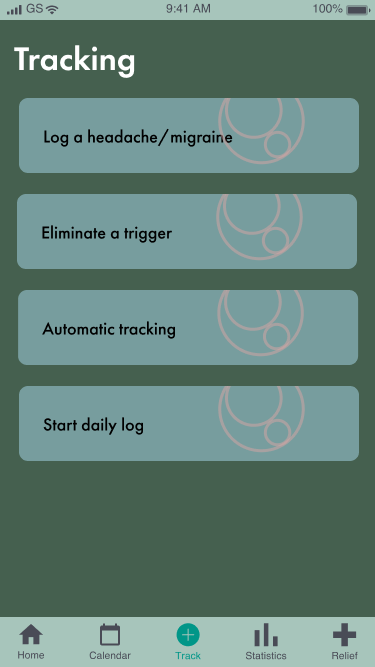 GS 9:41 AM 100%
Tracking
Log a headache/migraine
Eliminate a trigger
Automatic tracking
Start daily log
Home Calendar Track Statistics Relief